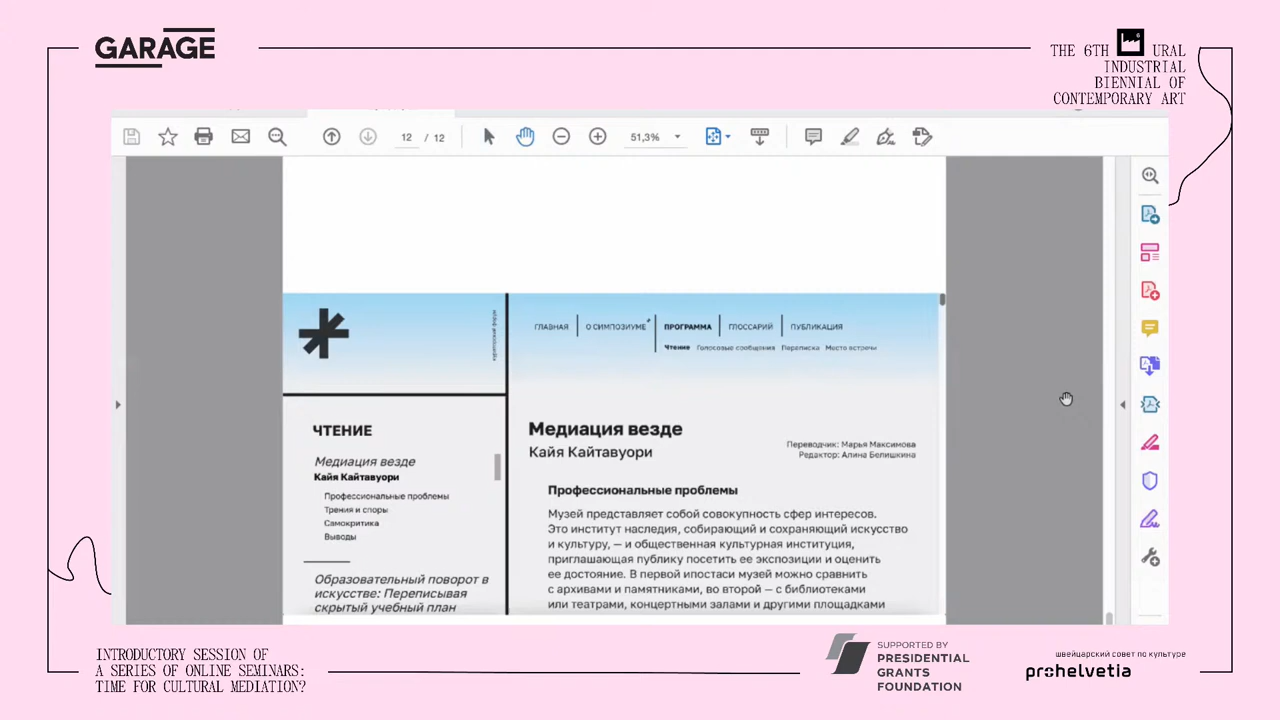 GARAGE
THE 6TH URAL
INDUSTRIAL
BIENNIAL OF
CONTEMPORARY ART
12 / 12
51,3%
ГЛАВНАЯ
О СИМПОЗИУМЕ
ПРОГРАММА
ГЛОССАРИЙ
ПУБЛИКАЦИЯ
Чтение Голосовые сообщения Переписка Место встречи
ЧТЕНИЕ
Медиация везде
Кайя Кайтавуори
Профессиональные проблемы
Трения и споры
Самокритика
Выводы
Образовательный поворот в
искусстве: Переписывая
скрытый учебный план
Медиация везде
Кайя Кайтавуори
Переводчик: Марья Максимова
Редактор: Алина Белишкина
Профессиональные проблемы
Музей представляет собой совокупность сфер интересов.
Это институт наследия, собирающий и сохраняющий искусство
и культуру, — и общественная культурная институция,
приглашающая публику посетить ее экспозиции и оценить
ее достояние. В первой ипостаси музей можно сравнить
с архивами и памятниками, во второй — с библиотеками
или театрами, концертными залами и другими площадками
INTRODUCTORY SESSION OF
A SERIES OF ONLINE SEMINARS:
TIME FOR CULTURAL MEDIATION?
SUPPORTED BY
PRESIDENTIAL
GRANTS
FOUNDATION
швейцарский совет по культуре
prohelvetia